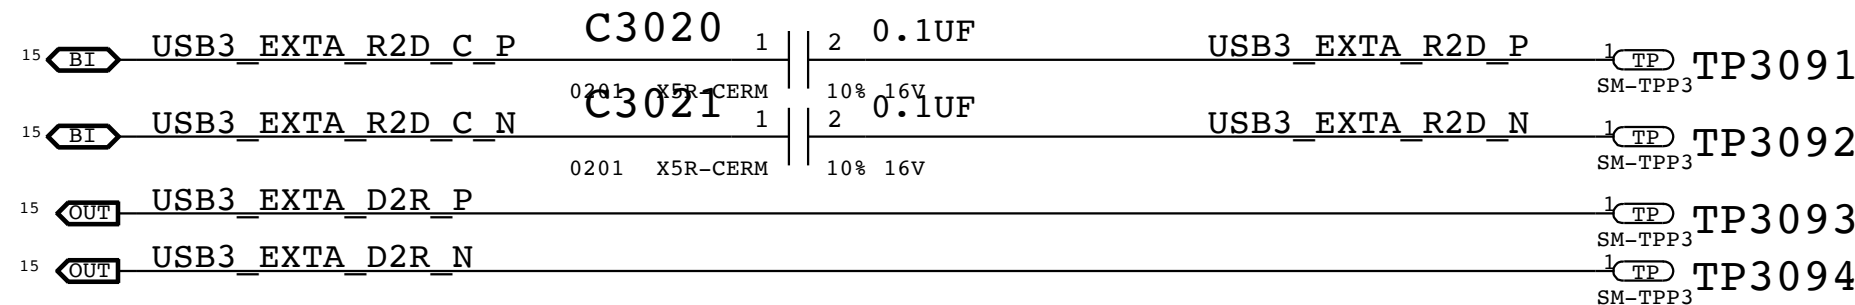 15 BI USB3_EXTA_R2D_C_P C3020 1 2 0.1UF USB3_EXTA_R2D_P 1 TP TP3091
0201 X5R-CERM 10% 16V SM-TPP3
15 BI USB3_EXTA_R2D_C_N C3021 1 2 0.1UF USB3_EXTA_R2D_N 1 TP TP3092
0201 X5R-CERM 10% 16V SM-TPP3
15 OUT USB3_EXTA_D2R_P 1 TP TP3093
SM-TPP3
15 OUT USB3_EXTA_D2R_N 1 TP TP3094
SM-TPP3